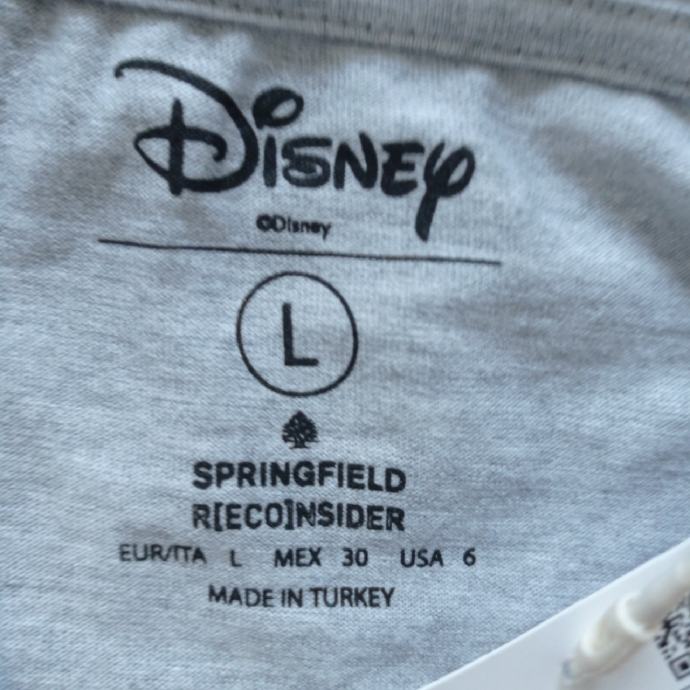 Disney
©Disney
L
SPRINGFIELD
R[ECO]NSIDER
EUR/ITA L MEX 30 USA 6
MADE IN TURKEY